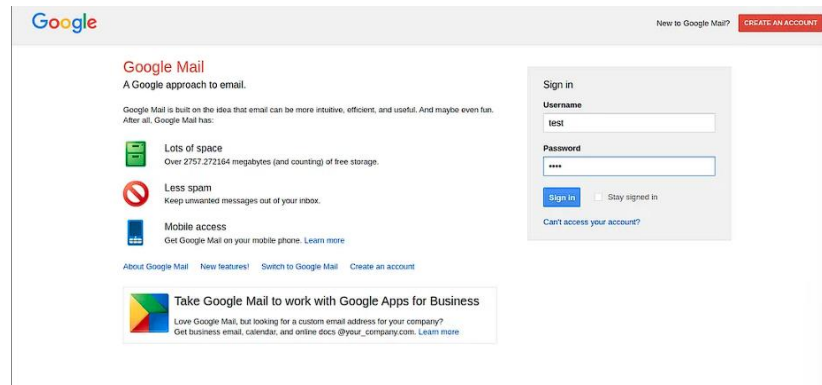 Google
New to Google Mail? CREATE AN ACCOUNT
Google Mail
A Google approach to email.
Google Mail is built on the idea that email can be more intuitive, efficient, and useful. And maybe even fun.
After all, Google Mail has:
Lots of space
Over 2757.272164 megabytes (and counting) of free storage.
Less spam
Keep unwanted messages out of your inbox.
Mobile access
Get Google Mail on your mobile phone. Learn more
About Google Mail New features! Switch to Google Mail Create an account
Take Google Mail to work with Google Apps for Business
Love Google Mail, but looking for a custom email address for your company?
Get business email, calendar, and online docs @your_company.com. Learn more
Sign in
Username
test
Password
••••
Sign in Stay signed in
Can't access your account?